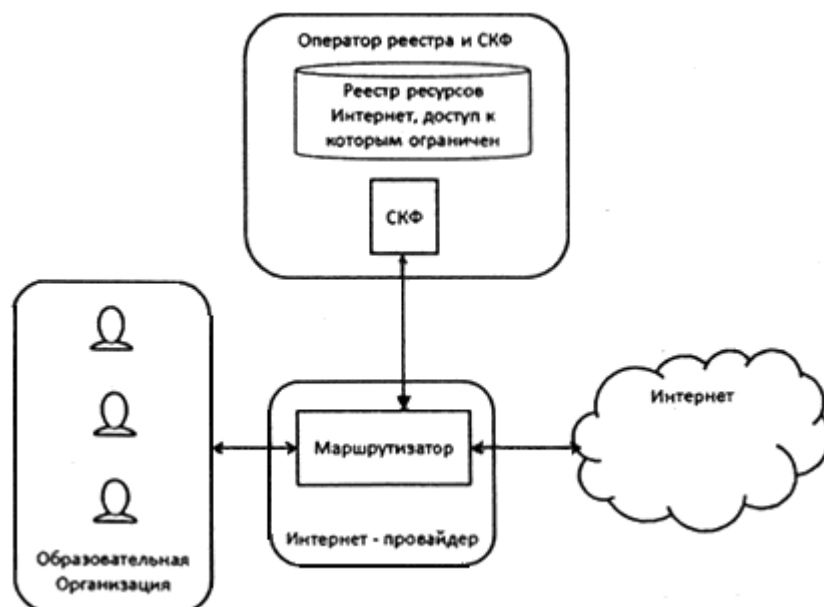 Оператор реестра и СКФ
Реестр ресурсов
Интернет, доступ к
которым ограничен
СКФ
Интернет
Маршрутизатор
Интернет - провайдер
Образовательная
Организация